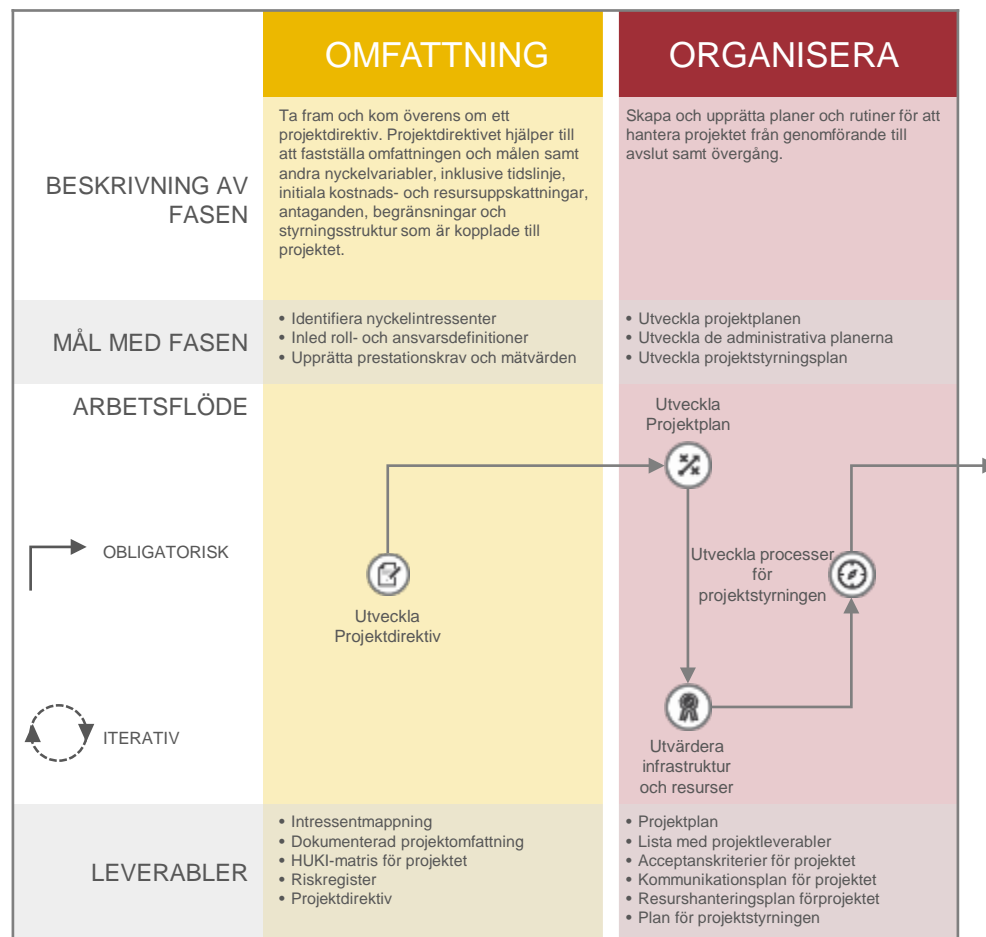 OMFATTNING
ORGANISERA
BESKRIVNING AV
FASEN
Ta fram och kom överens om ett
projektdirektiv. Projektdirektivet hjälper till
att fastställa omfattningen och målen samt
andra nyckelvariabler, inklusive tidslinje,
initiala kostnads- och resursuppskattningar,
antaganden, begränsningar och
styrningsstruktur som är kopplade till
projektet.
Skapa och upprätta planer och rutiner för att
hantera projektet från genomförande till
avslut samt övergång.
MÅL MED FASEN
• Identifiera nyckelintressenter
• Inled roll- och ansvarsdefinitioner
• Upprätta prestationskrav och mätvärden
• Utveckla projektplanen
• Utveckla de administrativa planerna
• Utveckla projektstyrningsplan
ARBETSFLÖDE
OBLIGATORISK
ITERATIV
Utveckla
Projektdirektiv
Utveckla
Projektplan
Utveckla processer
för
projektstyrningen
Utvärdera
infrastruktur
och resurser
LEVERABLER
• Intressentmappning
• Dokumenterad projektomfattning
• HUKI-matris för projektet
• Riskregister
• Projektdirektiv
• Projektplan
• Lista med projektleverabler
• Acceptanskriterier för projektet
• Kommunikationsplan för projektet
• Resurshanteringsplan förprojektet
• Plan för projektstyrningen